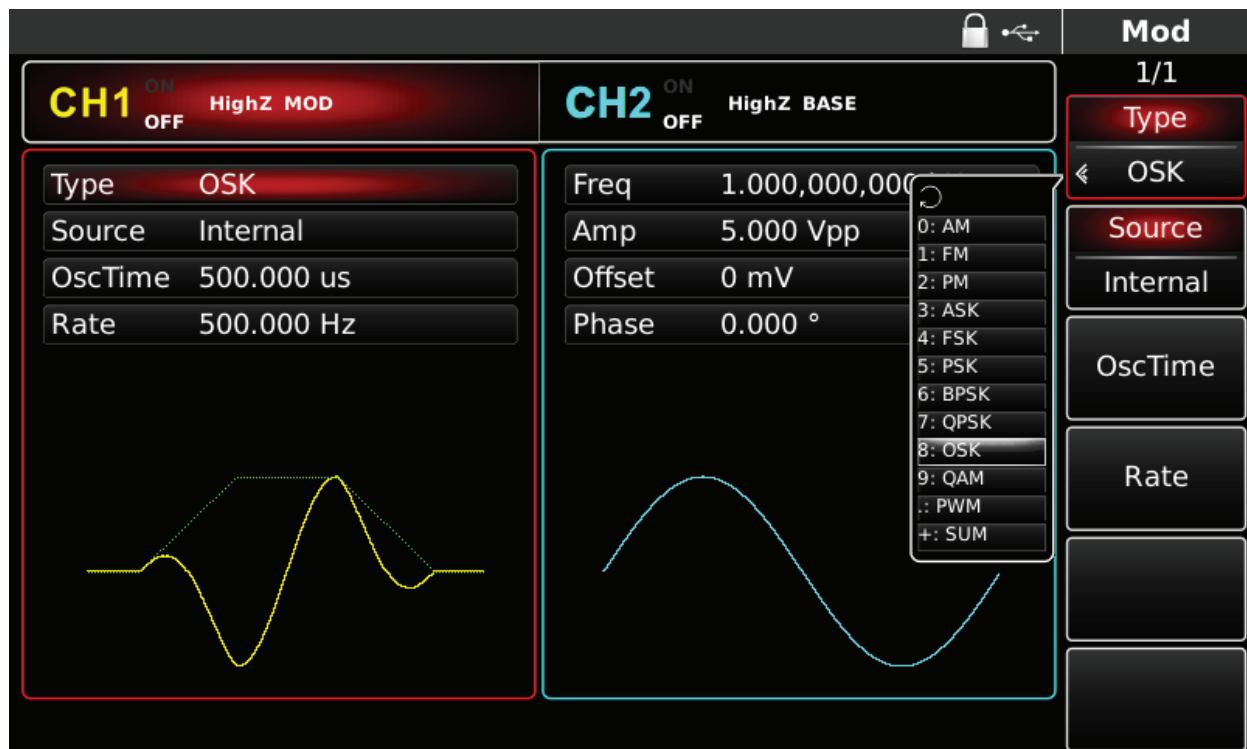 Mod
1/1
CH1 ON OFF HighZ MOD
CH2 ON OFF HighZ BASE
Type OSK
Source Internal
OscTime 500.000 us
Rate 500.000 Hz
Freq 1.000,000,000
Amp 5.000 Vpp
Offset 0 mV
Phase 0.000 °
0: AM
1: FM
2: PM
3: ASK
4: FSK
5: PSK
6: BPSK
7: QPSK
8: OSK
9: QAM
.: PWM
+: SUM
Type
OSK
Source
Internal
OscTime
Rate